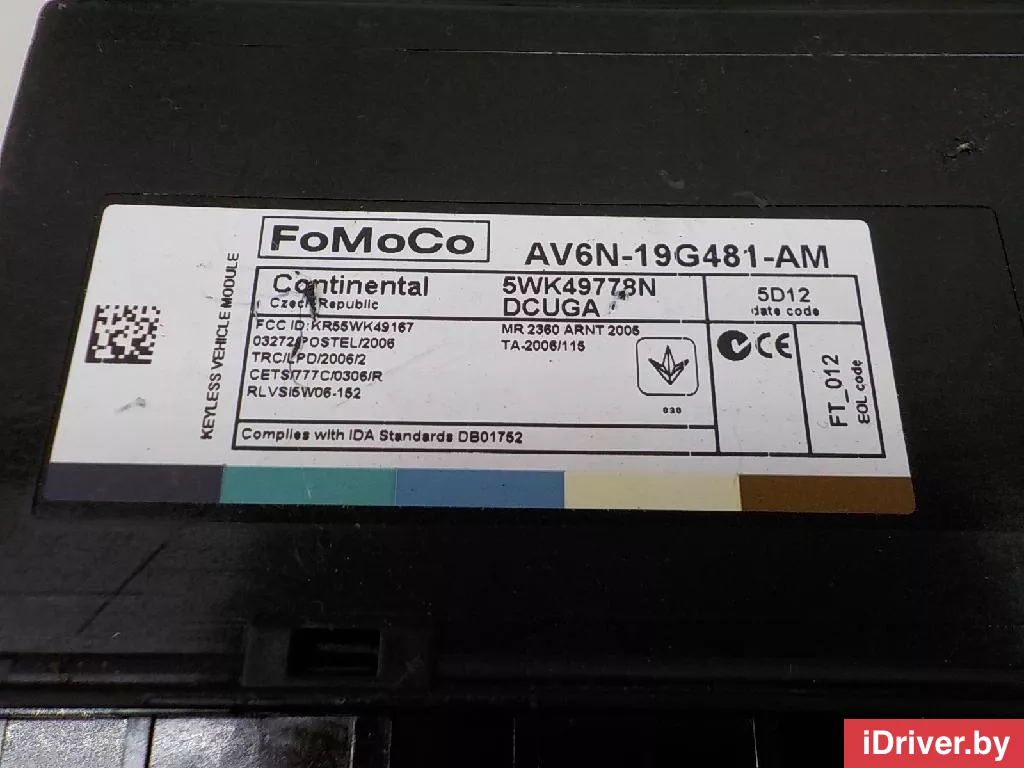 FoMoCo
AV6N-19G481-AM
KEYLESS VEHICLE MODULE
Continental
Czech Republic
5WK49778N
DCUGA
5D12
date code
FCC ID: KR55WK49167
03272/POSTEL/2006
TRC/LPD/2006/2
CETS/777C/0306/R
RLVSI5W06-152
MR 2360 ARNT 2006
TA-2006/115
030
CE
FT_012
EOL code
Complies with IDA Standards DB01752
iDriver.by